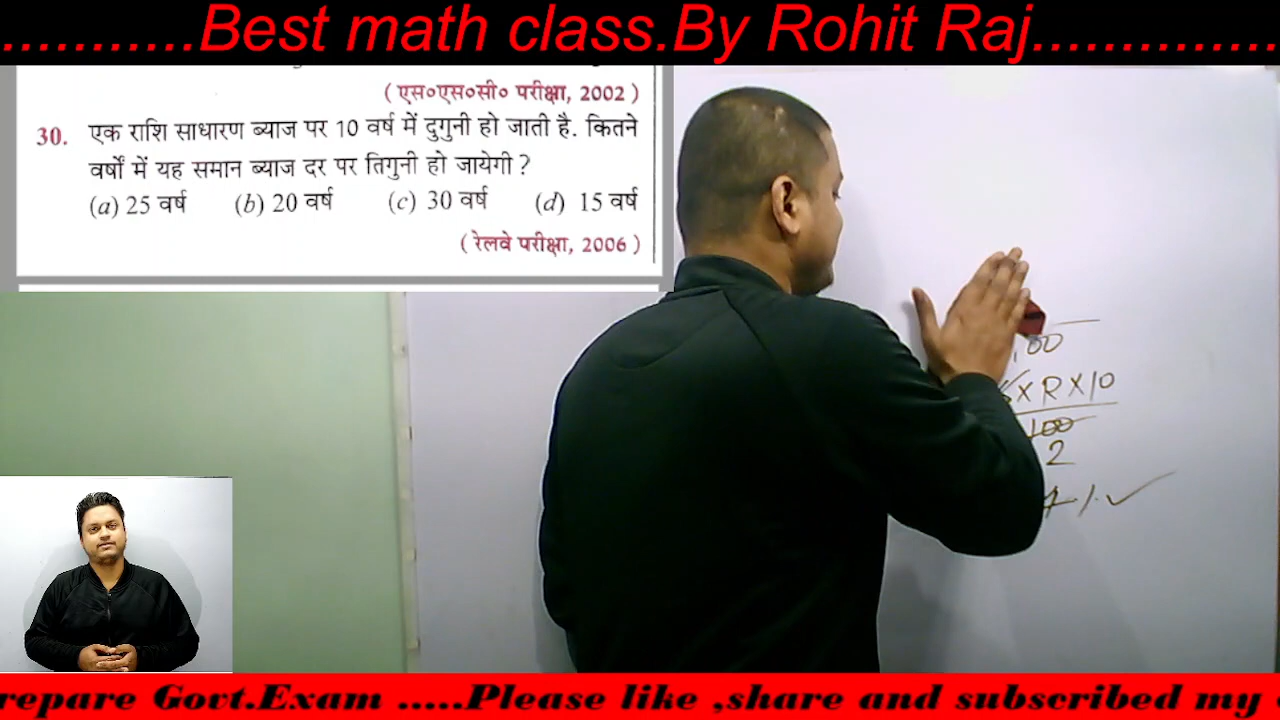 ...........Best math class.By Rohit Raj..............
( एस०एस०सी० परीक्षा, 2002 )
30. एक राशि साधारण ब्याज पर 10 वर्ष में दुगुनी हो जाती है. कितने
वर्षों में यह समान ब्याज दर पर तिगुनी हो जायेगी ?
(a) 25 वर्ष (b) 20 वर्ष (c) 30 वर्ष (d) 15 वर्ष
( रेलवे परीक्षा, 2006 )
00
×R×10
100
2
repare Govt.Exam .....Please like ,share and subscribed my